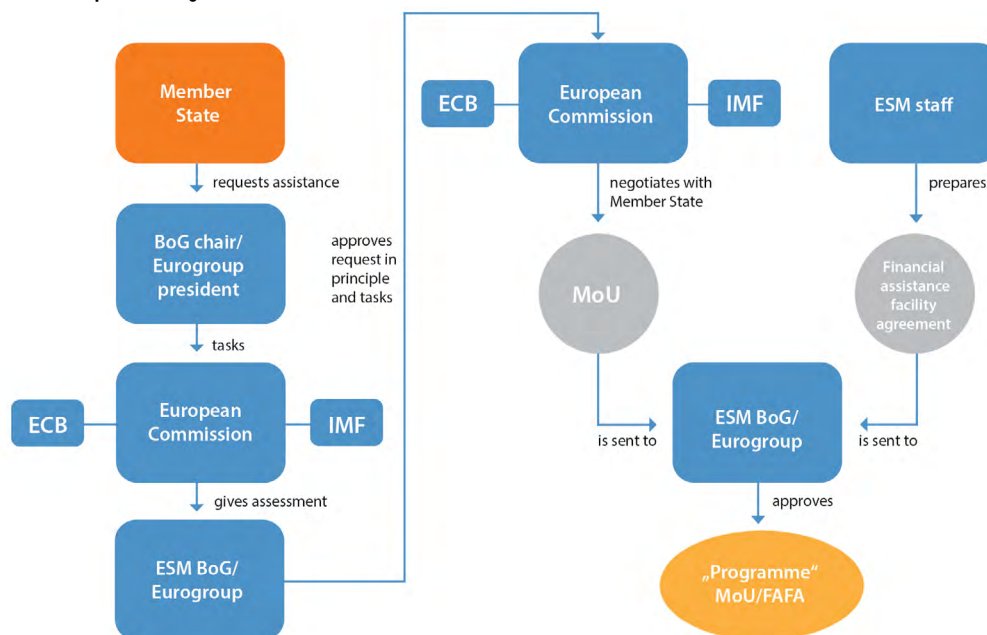 Member
State
requests assistance
BoG chair/
Eurogroup
president
tasks
ECB
European
Commission
IMF
gives assessment
ESM BoG/
Eurogroup
approves
request in
principle
and tasks
ECB
European
Commission
IMF
negotiates with
Member State
MoU
is sent to
ESM staff
prepares
Financial
assistance
facility
agreement
is sent to
ESM BoG/
Eurogroup
approves
„Programme“
MoU/FAFA